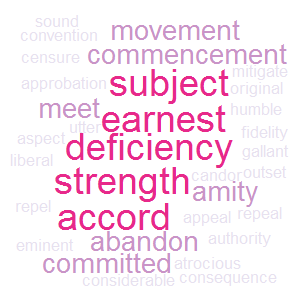 sound
movement
convention
censure commencement
approbation subject mitigate
original
meet earnest humble
utter
aspect deficiency fidelity
liberal gallant
strength candor outset
amity
repel accord appeal repeal
eminent abandon authority
committed atrocious
considerable consequence